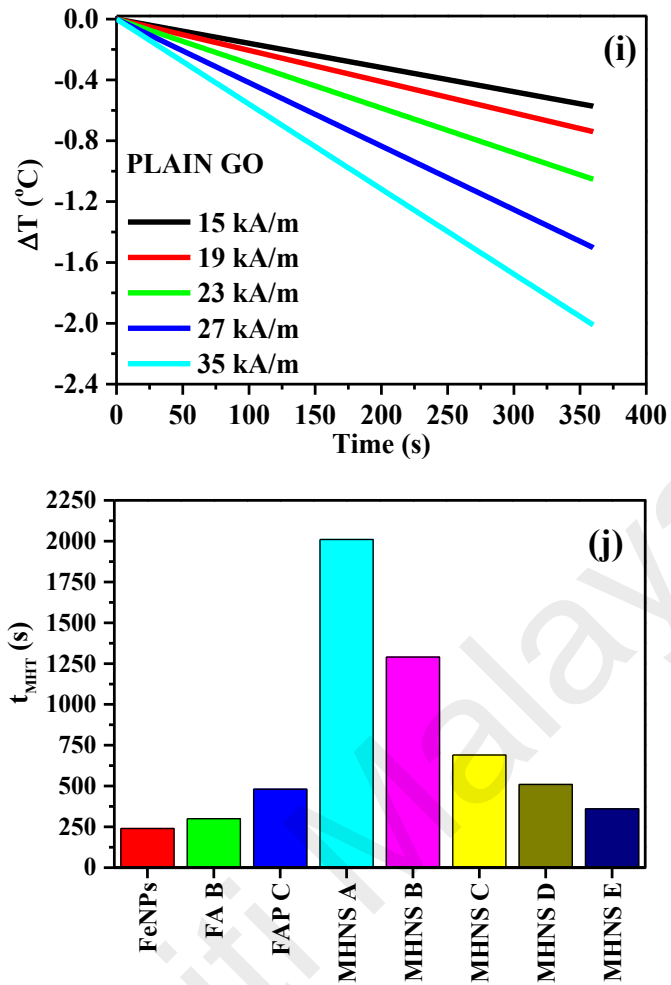 0.0
(i)
-0.4
-0.8
-1.2
-1.6
-2.0
-2.4
ΔT (°C)
PLAIN GO
15 kA/m
19 kA/m
23 kA/m
27 kA/m
35 kA/m
0 50 100 150 200 250 300 350 400
Time (s)
2250
(j)
2000
1750
1500
1250
1000
750
500
250
0
t_MHT (s)
FeNPs
FA B
FAP C
MHNS A
MHNS B
MHNS C
MHNS D
MHNS E
iti Malays